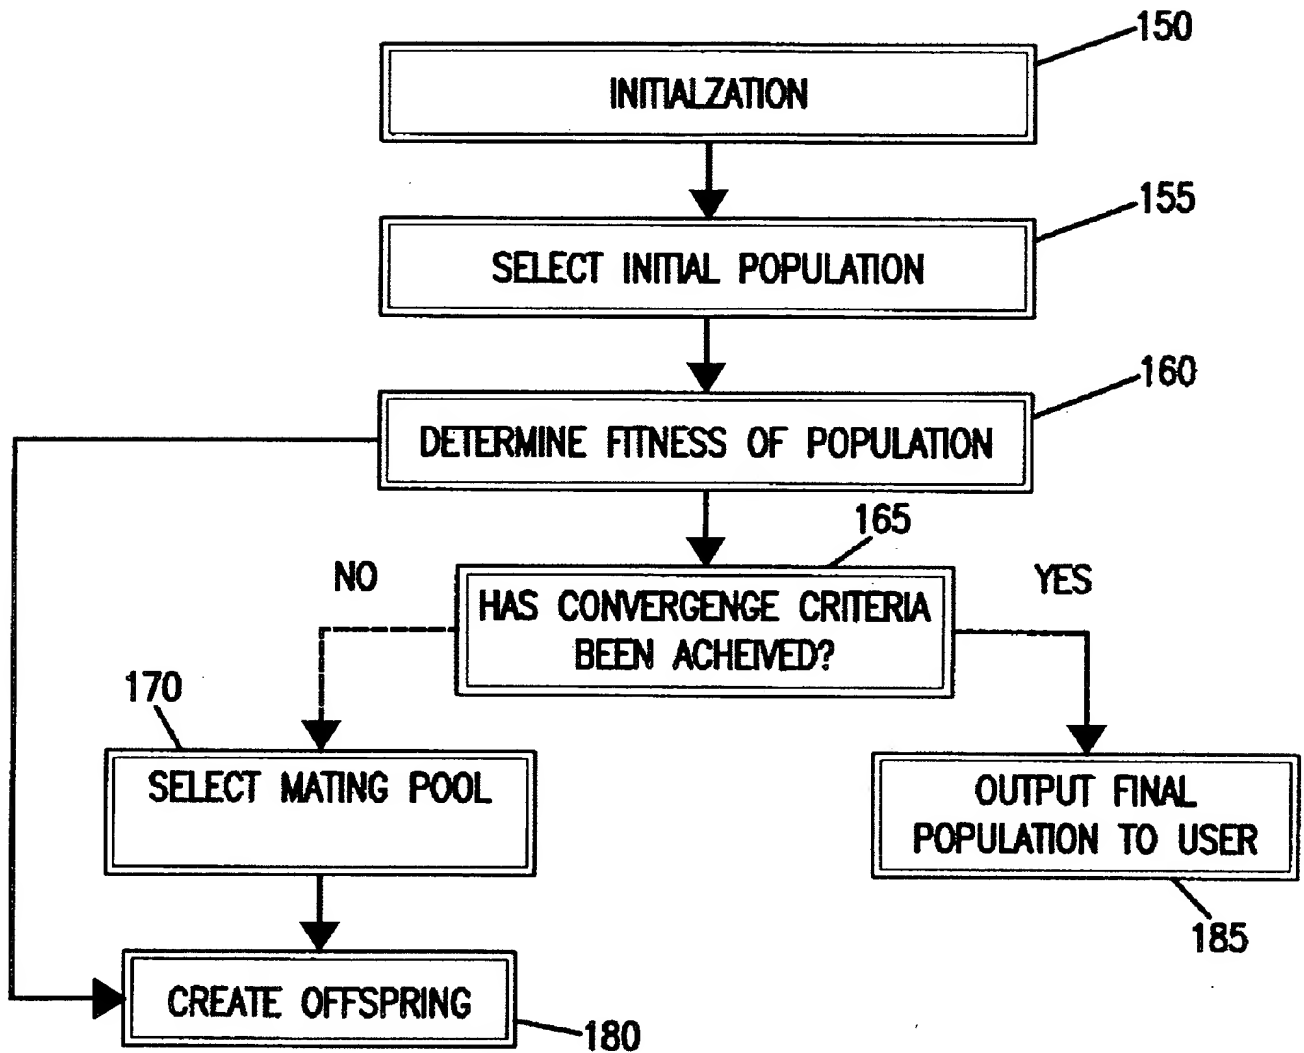 150
INITIALZATION
155
SELECT INITIAL POPULATION
160
DETERMINE FITNESS OF POPULATION
165
NO
YES
HAS CONVERGENGE CRITERIA
BEEN ACHEIVED?
170
SELECT MATING POOL
OUTPUT FINAL
POPULATION TO USER
185
CREATE OFFSPRING
180